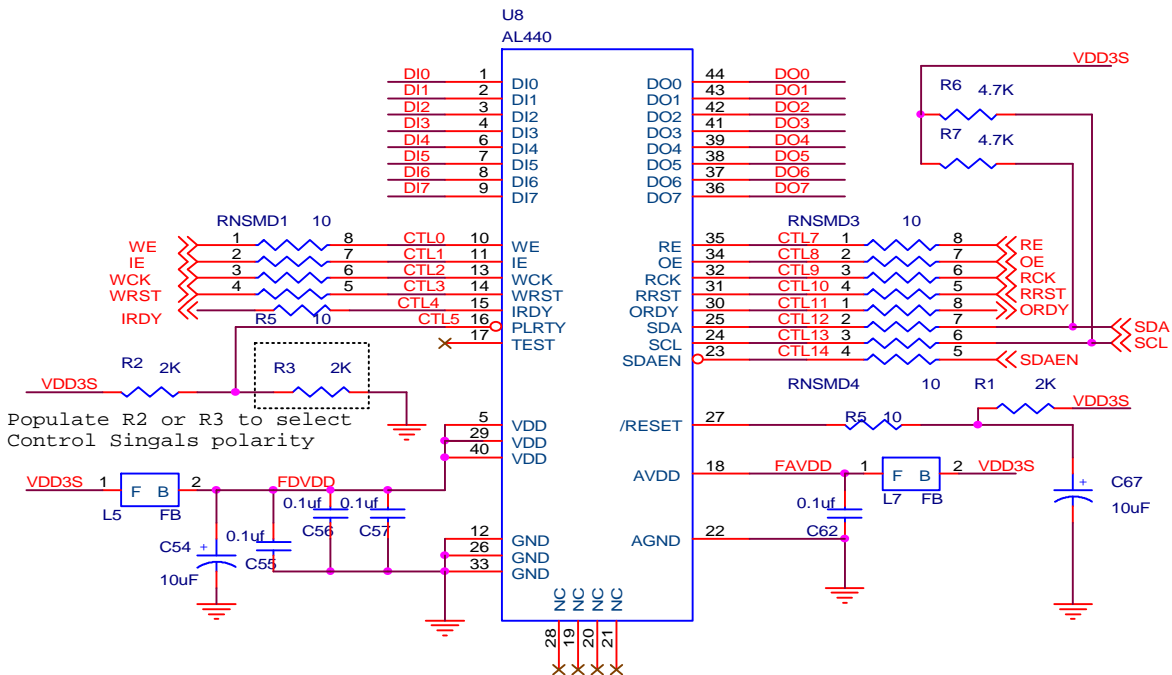 U8
AL440
DI0 1 DI0
DI1 2 DI1
DI2 3 DI2
DI3 4 DI3
DI4 6 DI4
DI5 7 DI5
DI6 8 DI6
DI7 9 DI7
DO0 44 DO0
DO1 43 DO1
DO2 42 DO2
DO3 41 DO3
DO4 39 DO4
DO5 38 DO5
DO6 37 DO6
DO7 36 DO7
VDD3S
R6 4.7K
R7 4.7K
RNSMD1 10
WE 1 8 CTL0 10 WE
IE 2 7 CTL1 11 IE
WCK 3 6 CTL2 13 WCK
WRST 4 5 CTL3 14 WRST
IRDY CTL4 15 IRDY
R5 10 CTL5 16 PLRTY
17 TEST
RNSMD3 10
RE 35 CTL7 1 8 RE
OE 34 CTL8 2 7 OE
RCK 32 CTL9 3 6 RCK
RRST 31 CTL10 4 5 RRST
ORDY 30 CTL11 1 8 ORDY
SDA 25 CTL12 2 7 SDA
SCL 24 CTL13 3 6 SCL
SDAEN 23 CTL14 4 5 SDAEN
RNSMD4 10
R2 2K
R3 2K
VDD3S
Populate R2 or R3 to select
Control Singals polarity
R1 2K
VDD3S
/RESET 27 R5 10
5 VDD
29 VDD
40 VDD
VDD3S 1 F B 2 FDVDD
L5 FB
AVDD 18 FAVDD 1 F B 2 VDD3S
L7 FB
C67
+
10uF
0.1uf C56
0.1uf C57
0.1uf C55
C54 +
10uF
0.1uf
C62
12 GND
26 GND
33 GND
AGND 22
NC NC NC NC
28 19 20 21